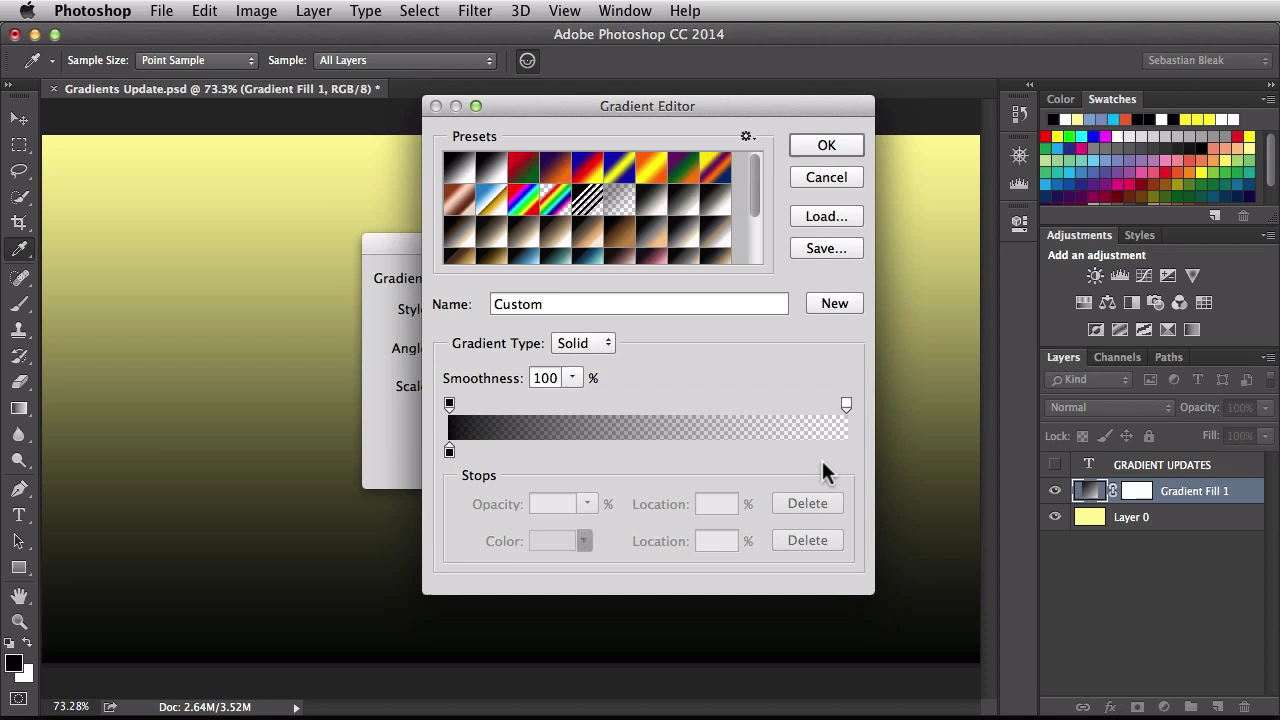 Photoshop File Edit Image Layer Type Select Filter 3D View Window Help
Adobe Photoshop CC 2014
Sample Size: Point Sample Sample: All Layers Sebastian Bleak
Gradients Update.psd @ 73.3% (Gradient Fill 1, RGB/8) *
Gradient Editor
Presets
OK
Cancel
Load...
Save...
Name: Custom New
Gradient Type: Solid
Smoothness: 100 %
Stops
Opacity: % Location: % Delete
Color: Location: % Delete
Gradien
Style
Angle
Scale
Color Swatches
Adjustments Styles
Add an adjustment
Layers Channels Paths
Kind
Normal Opacity: 100%
Lock: Fill: 100%
T GRADIENT UPDATES
Gradient Fill 1
Layer 0
73.28% Doc: 2.64M/3.52M